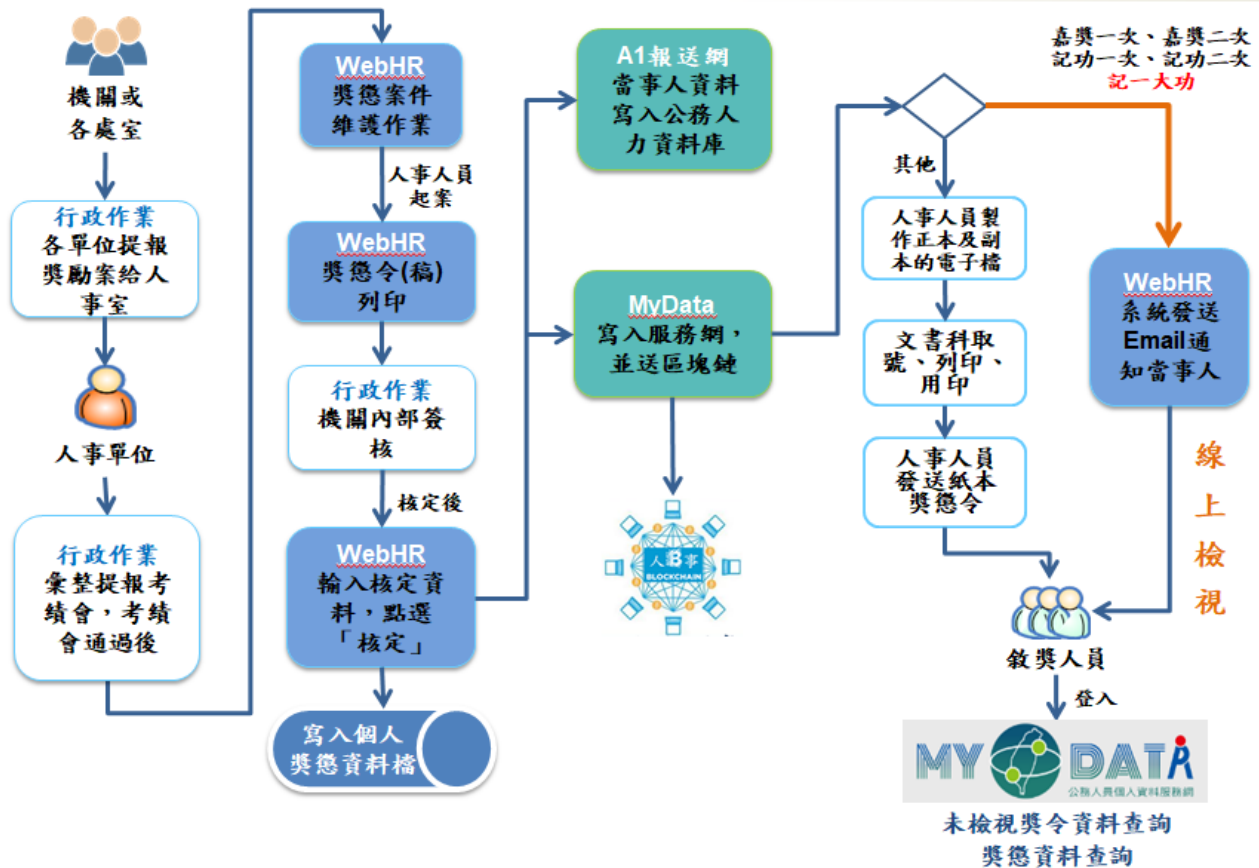 機關或
各處室
行政作業
各單位提報
獎勵案給人
事室
人事單位
行政作業
彙整提報考
績會，考績
會通過後
WebHR
獎懲案件
維護作業
人事人員
起案
WebHR
獎懲令(稿)
列印
行政作業
機關內部簽
核
核定後
WebHR
輸入核定資
料，點選
「核定」
寫入個人
獎懲資料檔
A1報送網
當事人資料
寫入公務人
力資料庫
MyData
寫入服務網，
並送區塊鏈
人B事
BLOCKCHAIN
嘉獎一次、嘉獎二次
記功一次、記功二次
記一大功
其他
人事人員製
作正本及副
本的電子檔
文書科取
號、列印、
用印
人事人員
發送紙本
獎懲令
WebHR
系統發送
Email通
知當事人
線
上
檢
視
敘獎人員
登入
MY DATA
公務人員個人資料服務網
未檢視獎令資料查詢
獎懲資料查詢